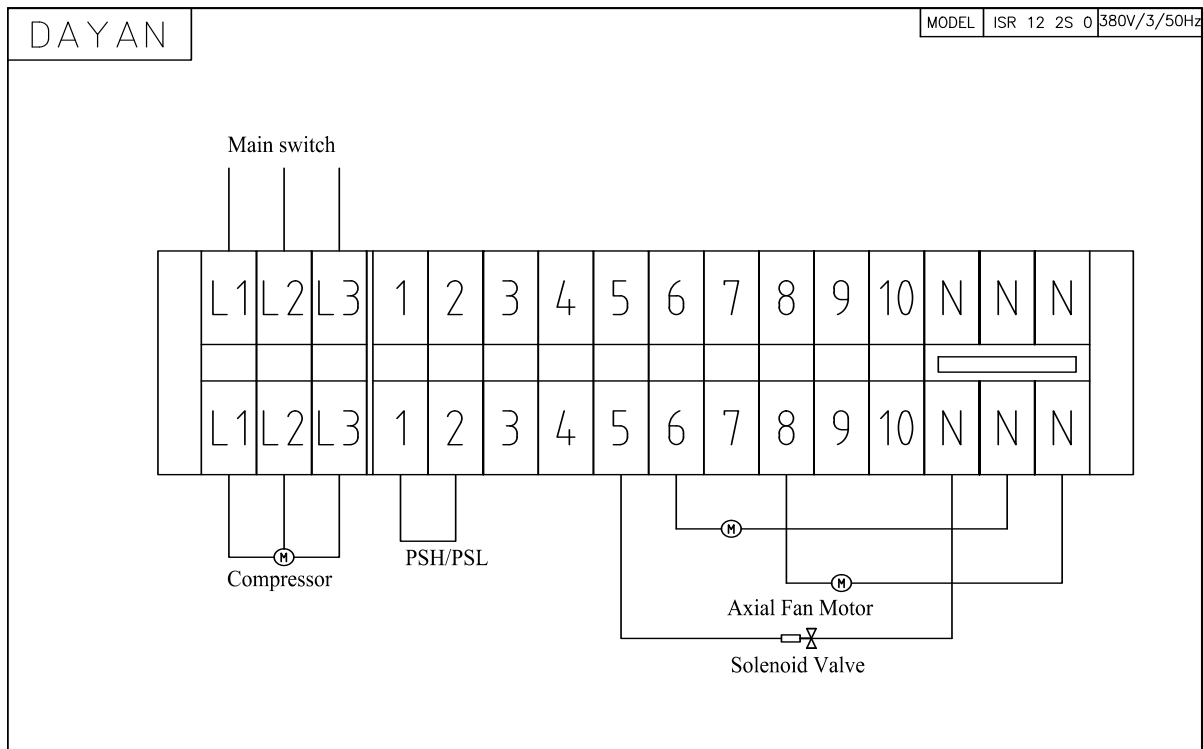 DAYAN
MODEL ISR 12 2S 0 380V/3/50Hz
Main switch
L1 L2 L3 1 2 3 4 5 6 7 8 9 10 N N N
L1 L2 L3 1 2 3 4 5 6 7 8 9 10 N N N
M
M
PSH/PSL
Compressor
M
Axial Fan Motor
Solenoid Valve